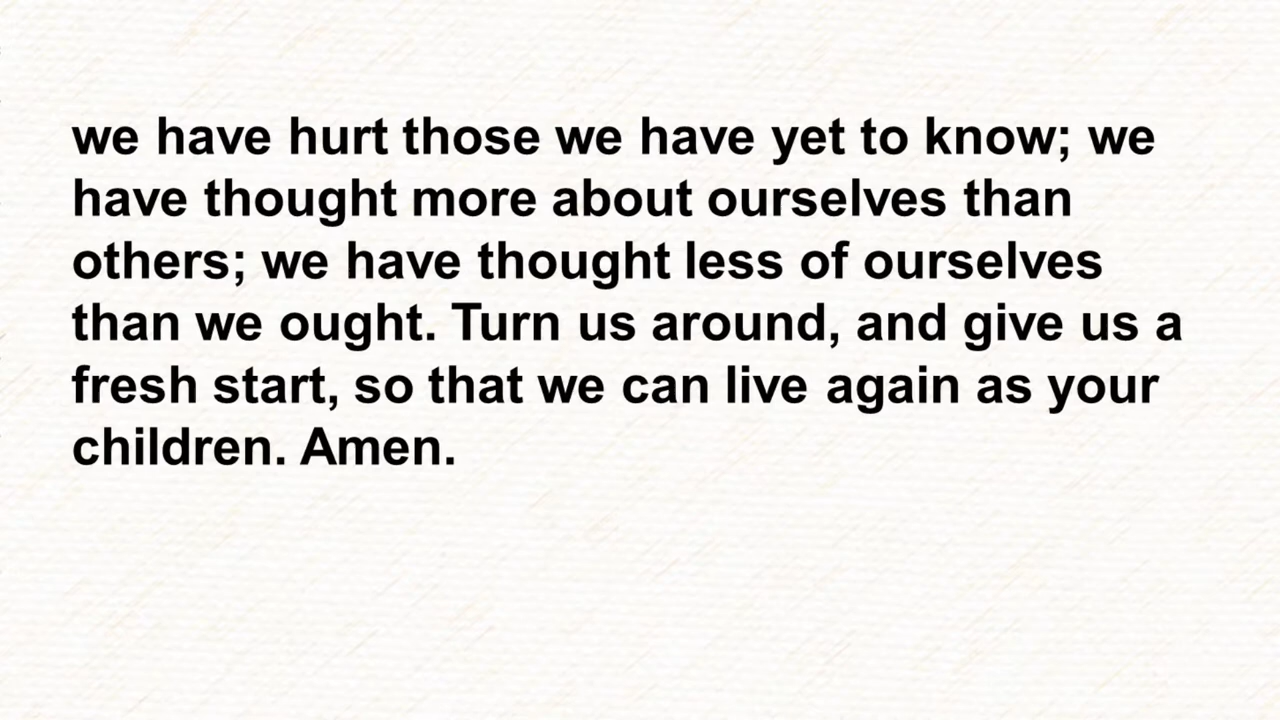 we have hurt those we have yet to know; we
have thought more about ourselves than
others; we have thought less of ourselves
than we ought. Turn us around, and give us a
fresh start, so that we can live again as your
children. Amen.